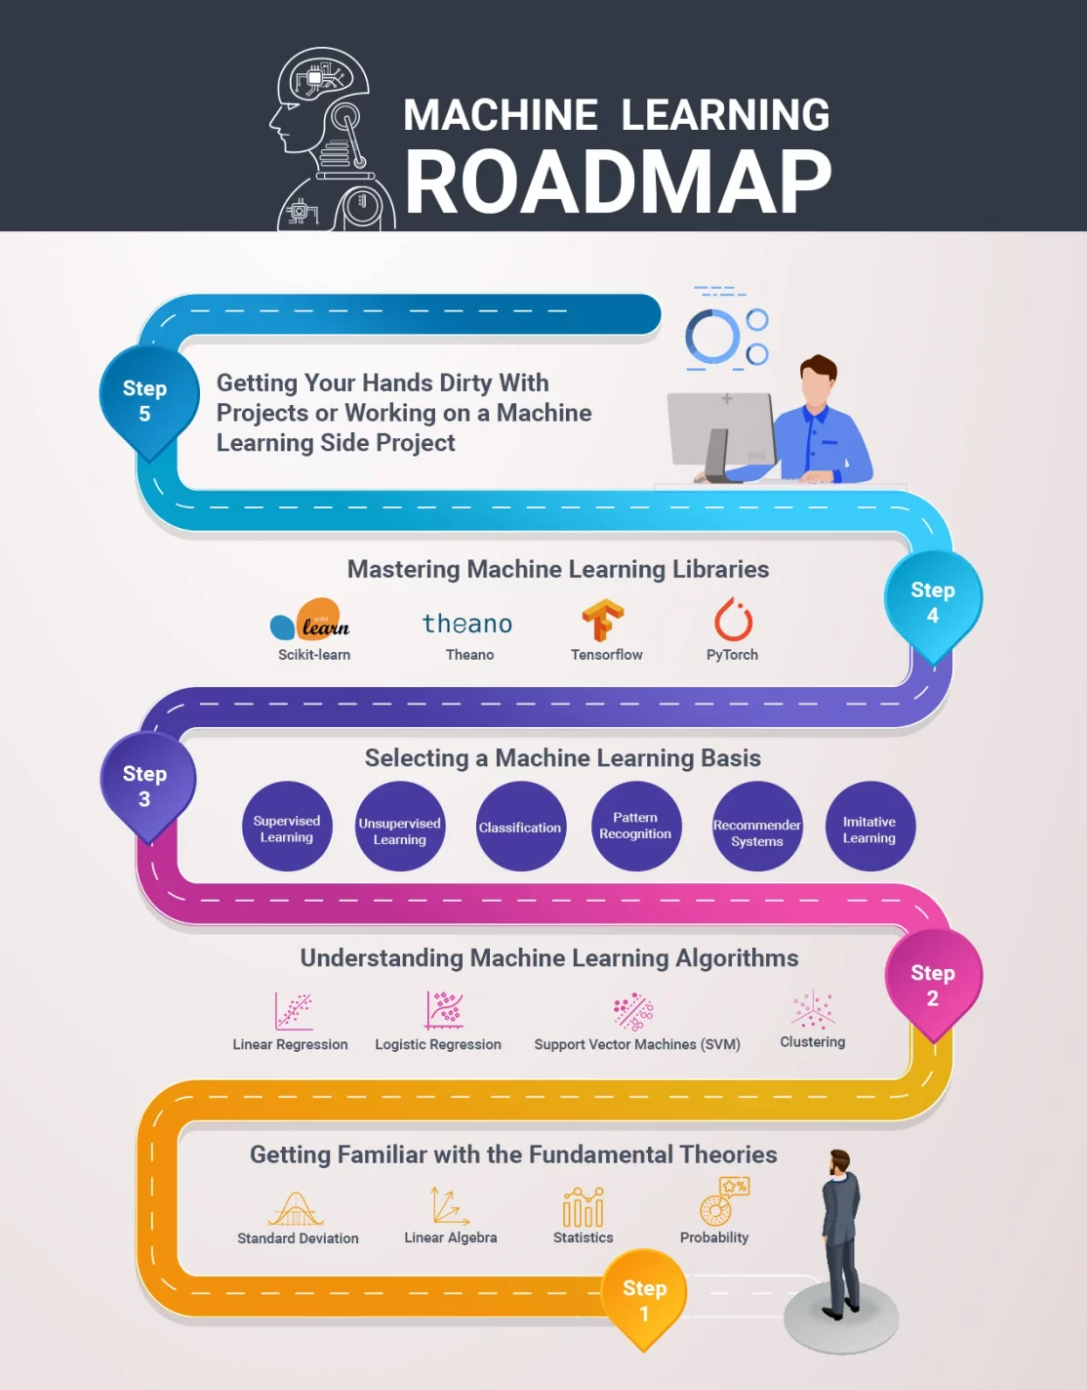 MACHINE LEARNING
ROADMAP
Step
5
Getting Your Hands Dirty With
Projects or Working on a Machine
Learning Side Project
Mastering Machine Learning Libraries
Step
4
learn
theano
Scikit-learn
Theano
Tensorflow
PyTorch
Step
3
Selecting a Machine Learning Basis
Supervised
Learning
Unsupervised
Learning
Classification
Pattern
Recognition
Recommender
Systems
Imitative
Learning
Understanding Machine Learning Algorithms
Step
2
Linear Regression
Logistic Regression
Support Vector Machines (SVM)
Clustering
Getting Familiar with the Fundamental Theories
%
Standard Deviation
Linear Algebra
Statistics
Probability
Step
1